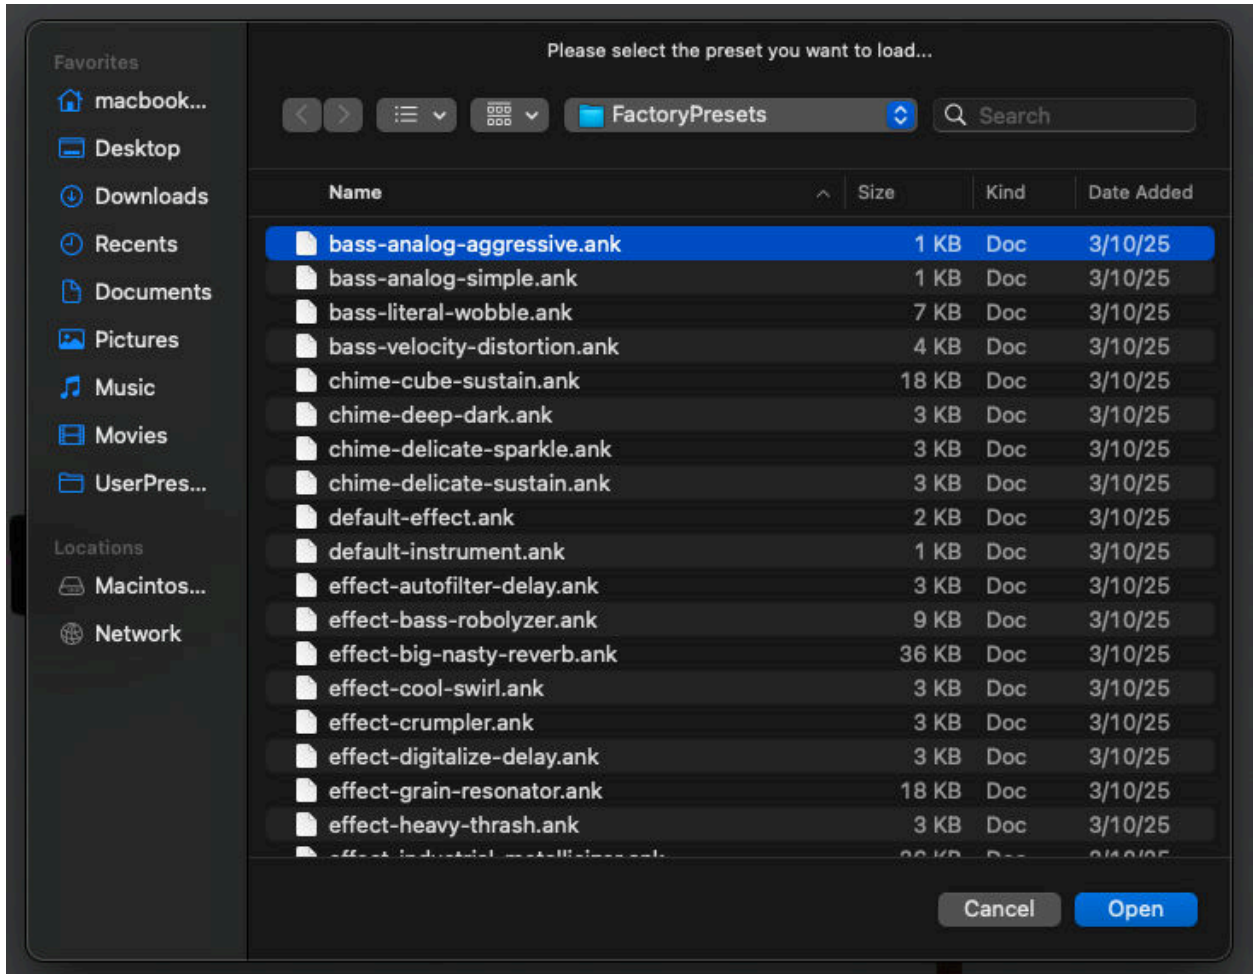 Please select the preset you want to load...
Favorites
macbook...
Desktop
Downloads
Recents
Documents
Pictures
Music
Movies
UserPres...
Locations
Macintos...
Network
FactoryPresets
Search
Name Size Kind Date Added
bass-analog-aggressive.ank 1 KB Doc 3/10/25
bass-analog-simple.ank 1 KB Doc 3/10/25
bass-literal-wobble.ank 7 KB Doc 3/10/25
bass-velocity-distortion.ank 4 KB Doc 3/10/25
chime-cube-sustain.ank 18 KB Doc 3/10/25
chime-deep-dark.ank 3 KB Doc 3/10/25
chime-delicate-sparkle.ank 3 KB Doc 3/10/25
chime-delicate-sustain.ank 3 KB Doc 3/10/25
default-effect.ank 2 KB Doc 3/10/25
default-instrument.ank 1 KB Doc 3/10/25
effect-autofilter-delay.ank 3 KB Doc 3/10/25
effect-bass-robolyzer.ank 9 KB Doc 3/10/25
effect-big-nasty-reverb.ank 36 KB Doc 3/10/25
effect-cool-swirl.ank 3 KB Doc 3/10/25
effect-crumpler.ank 3 KB Doc 3/10/25
effect-digitalize-delay.ank 3 KB Doc 3/10/25
effect-grain-resonator.ank 18 KB Doc 3/10/25
effect-heavy-thrash.ank 3 KB Doc 3/10/25
Cancel Open